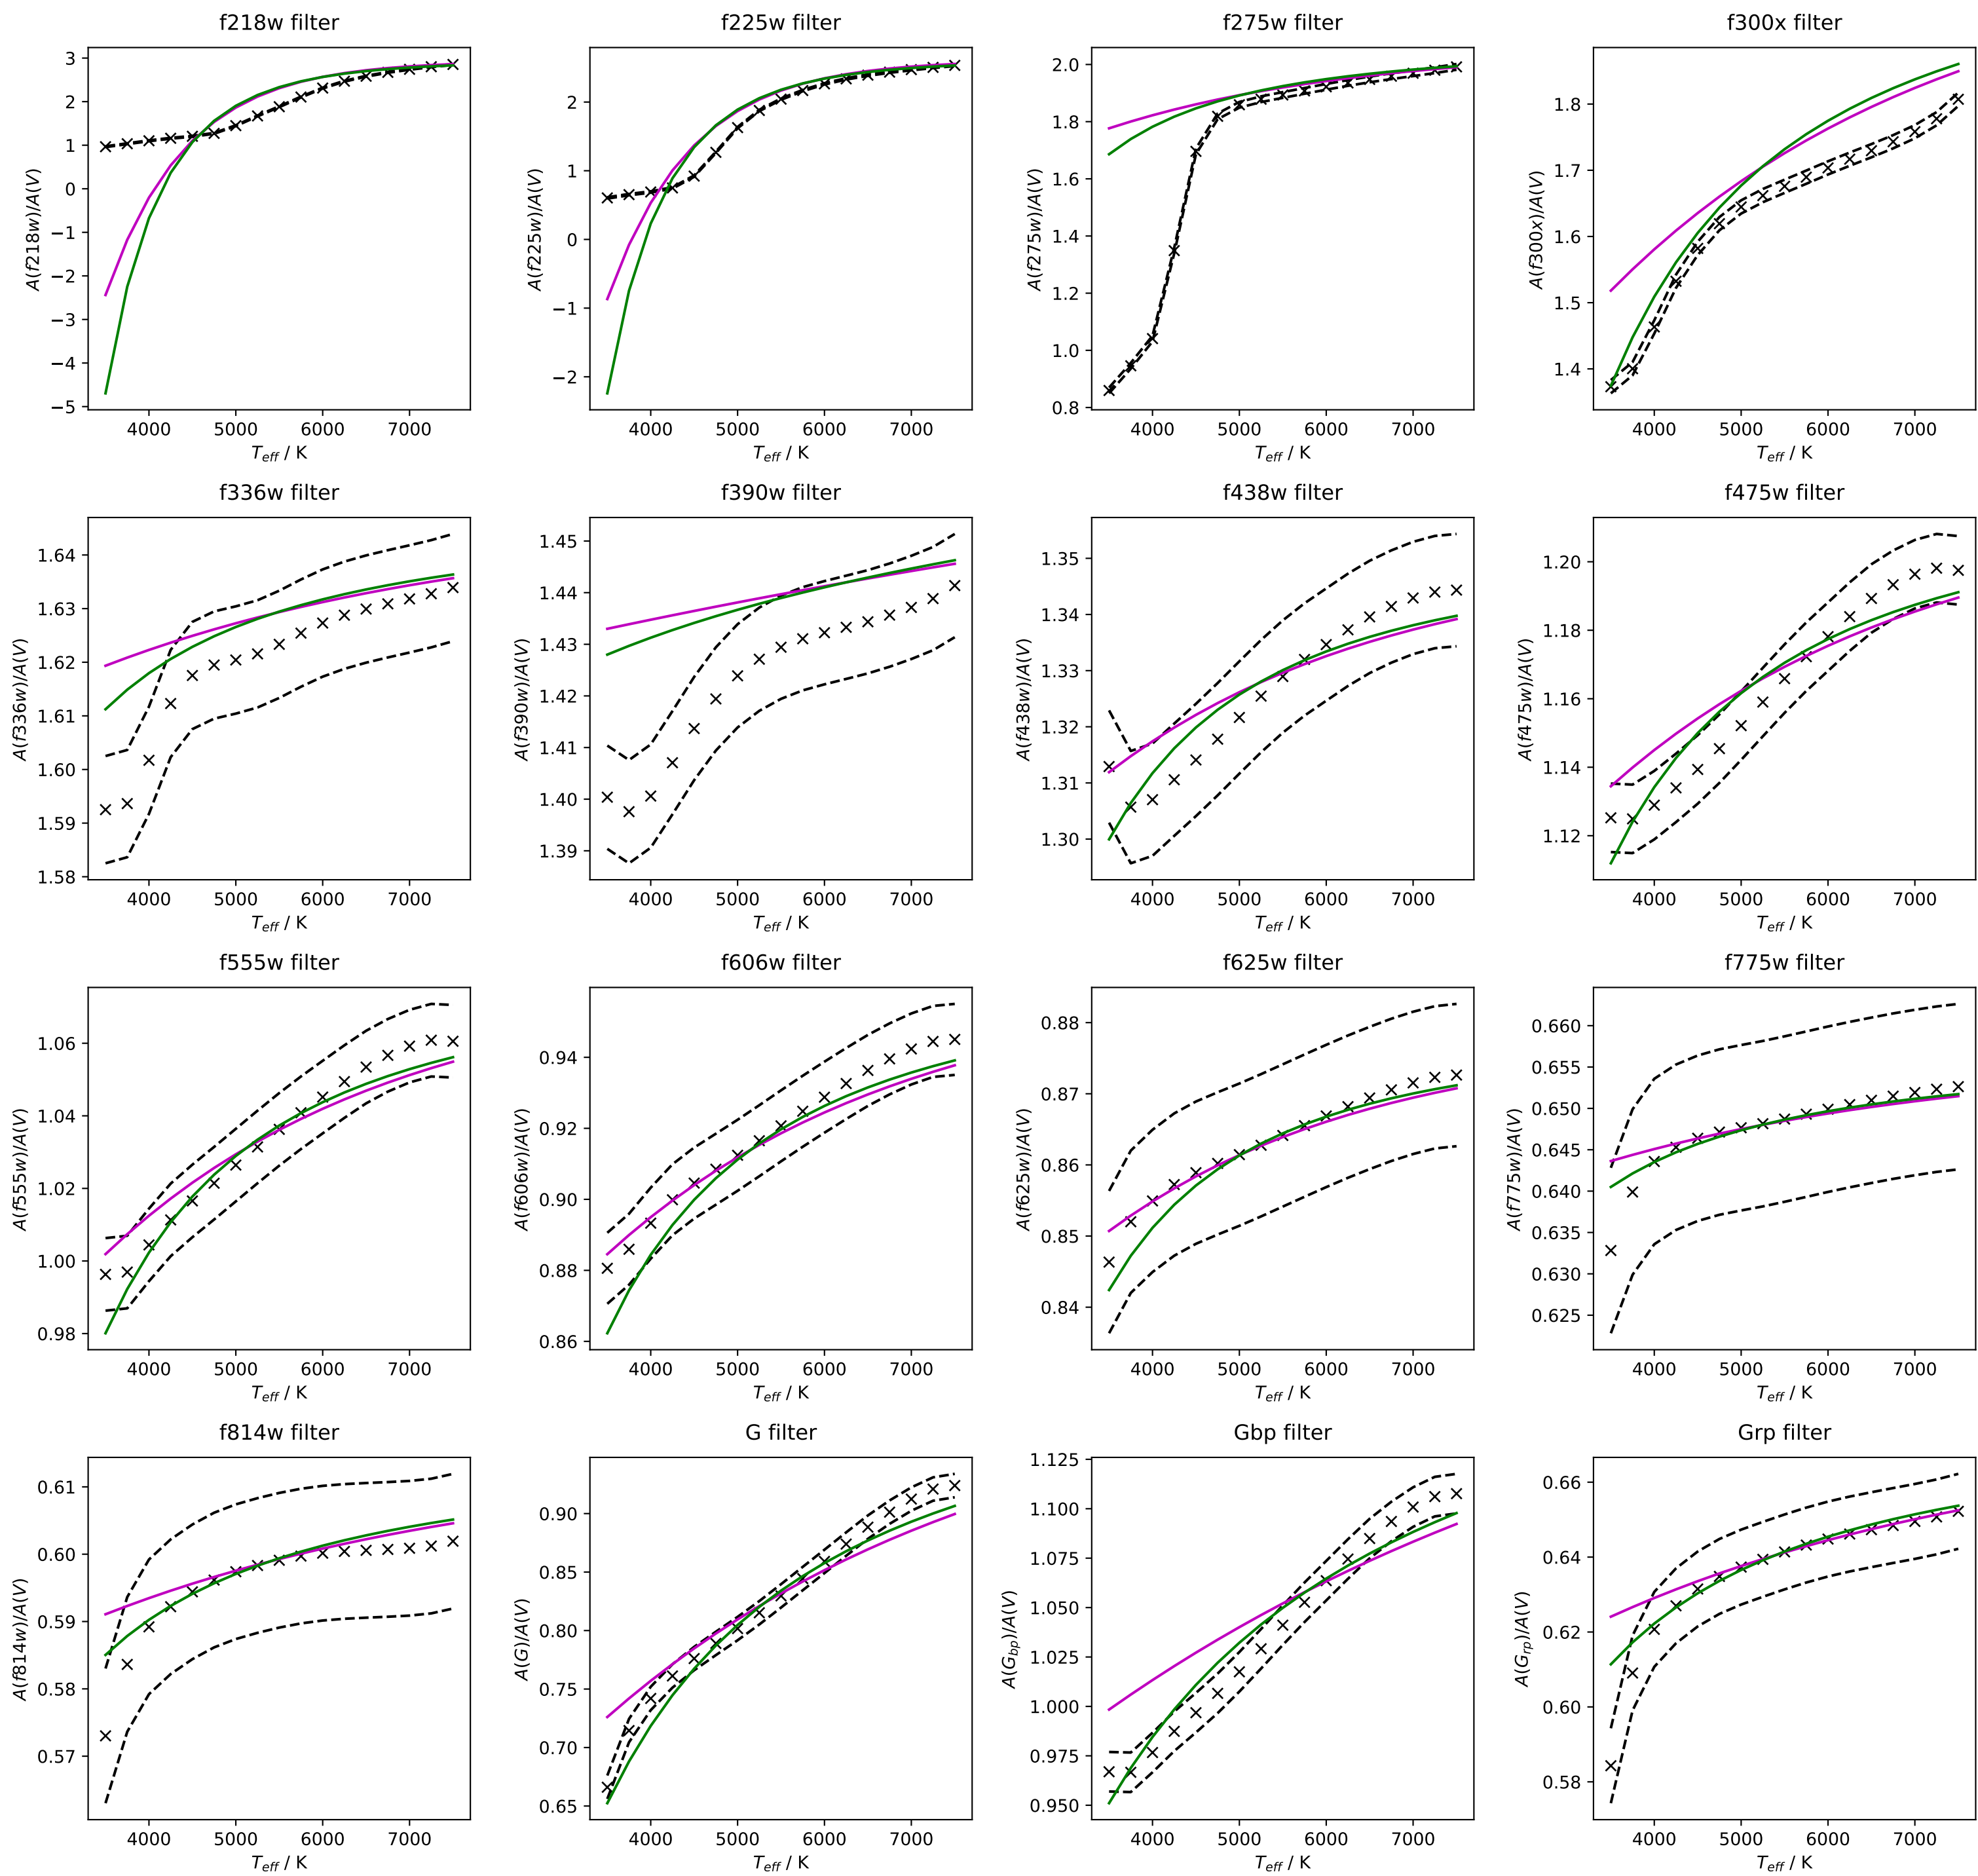 f218w filter
3
2
1
0
−1
−2
−3
−4
−5
A(f218w)/A(V)
4000 5000 6000 7000
T_eff / K
f225w filter
2
1
0
−1
−2
A(f225w)/A(V)
4000 5000 6000 7000
T_eff / K
f275w filter
2.0
1.8
1.6
1.4
1.2
1.0
0.8
A(f275w)/A(V)
4000 5000 6000 7000
T_eff / K
f300x filter
1.8
1.7
1.6
1.5
1.4
A(f300x)/A(V)
4000 5000 6000 7000
T_eff / K
f336w filter
1.64
1.63
1.62
1.61
1.60
1.59
1.58
A(f336w)/A(V)
4000 5000 6000 7000
T_eff / K
f390w filter
1.45
1.44
1.43
1.42
1.41
1.40
1.39
A(f390w)/A(V)
4000 5000 6000 7000
T_eff / K
f438w filter
1.35
1.34
1.33
1.32
1.31
1.30
A(f438w)/A(V)
4000 5000 6000 7000
T_eff / K
f475w filter
1.20
1.18
1.16
1.14
1.12
A(f475w)/A(V)
4000 5000 6000 7000
T_eff / K
f555w filter
1.06
1.04
1.02
1.00
0.98
A(f555w)/A(V)
4000 5000 6000 7000
T_eff / K
f606w filter
0.94
0.92
0.90
0.88
0.86
A(f606w)/A(V)
4000 5000 6000 7000
T_eff / K
f625w filter
0.88
0.87
0.86
0.85
0.84
A(f625w)/A(V)
4000 5000 6000 7000
T_eff / K
f775w filter
0.660
0.655
0.650
0.645
0.640
0.635
0.630
0.625
A(f775w)/A(V)
4000 5000 6000 7000
T_eff / K
f814w filter
0.61
0.60
0.59
0.58
0.57
A(f814w)/A(V)
4000 5000 6000 7000
T_eff / K
G filter
0.90
0.85
0.80
0.75
0.70
0.65
A(G)/A(V)
4000 5000 6000 7000
T_eff / K
Gbp filter
1.125
1.100
1.075
1.050
1.025
1.000
0.975
0.950
A(G_bp)/A(V)
4000 5000 6000 7000
T_eff / K
Grp filter
0.66
0.64
0.62
0.60
0.58
A(G_rp)/A(V)
4000 5000 6000 7000
T_eff / K